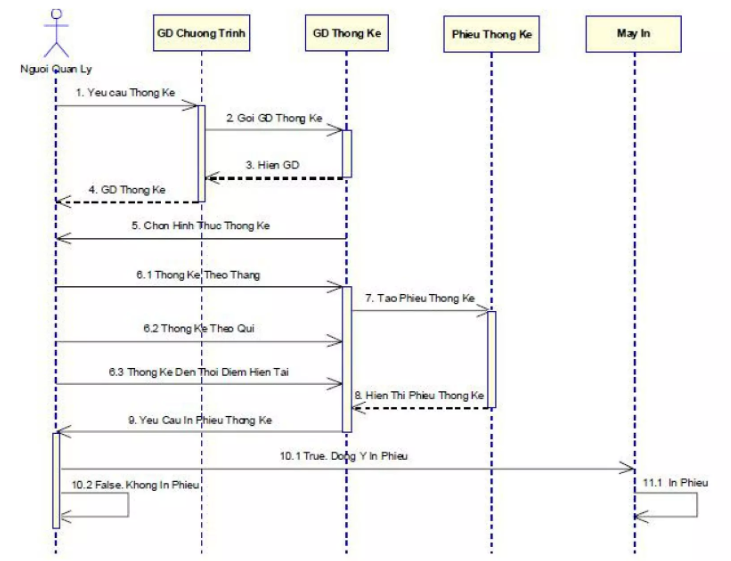 GD Chuong Trinh
GD Thong Ke
Phieu Thong Ke
May In
Nguoi Quan Ly
1. Yeu cau Thong Ke
2. Goi GD Thong Ke
3. Hien GD
4. GD Thong Ke
5. Chon Hinh Thuc Thong Ke
6.1 Thong Ke Theo Thang
7. Tao Phieu Thong Ke
6.2 Thong Ke Theo Qui
6.3 Thong Ke Den Thoi Diem Hien Tai
8. Hien Thi Phieu Thong Ke
9. Yeu Cau In Phieu Thong Ke
10.1 True. Dong Y In Phieu
10.2 False. Khong In Phieu
11.1 In Phieu